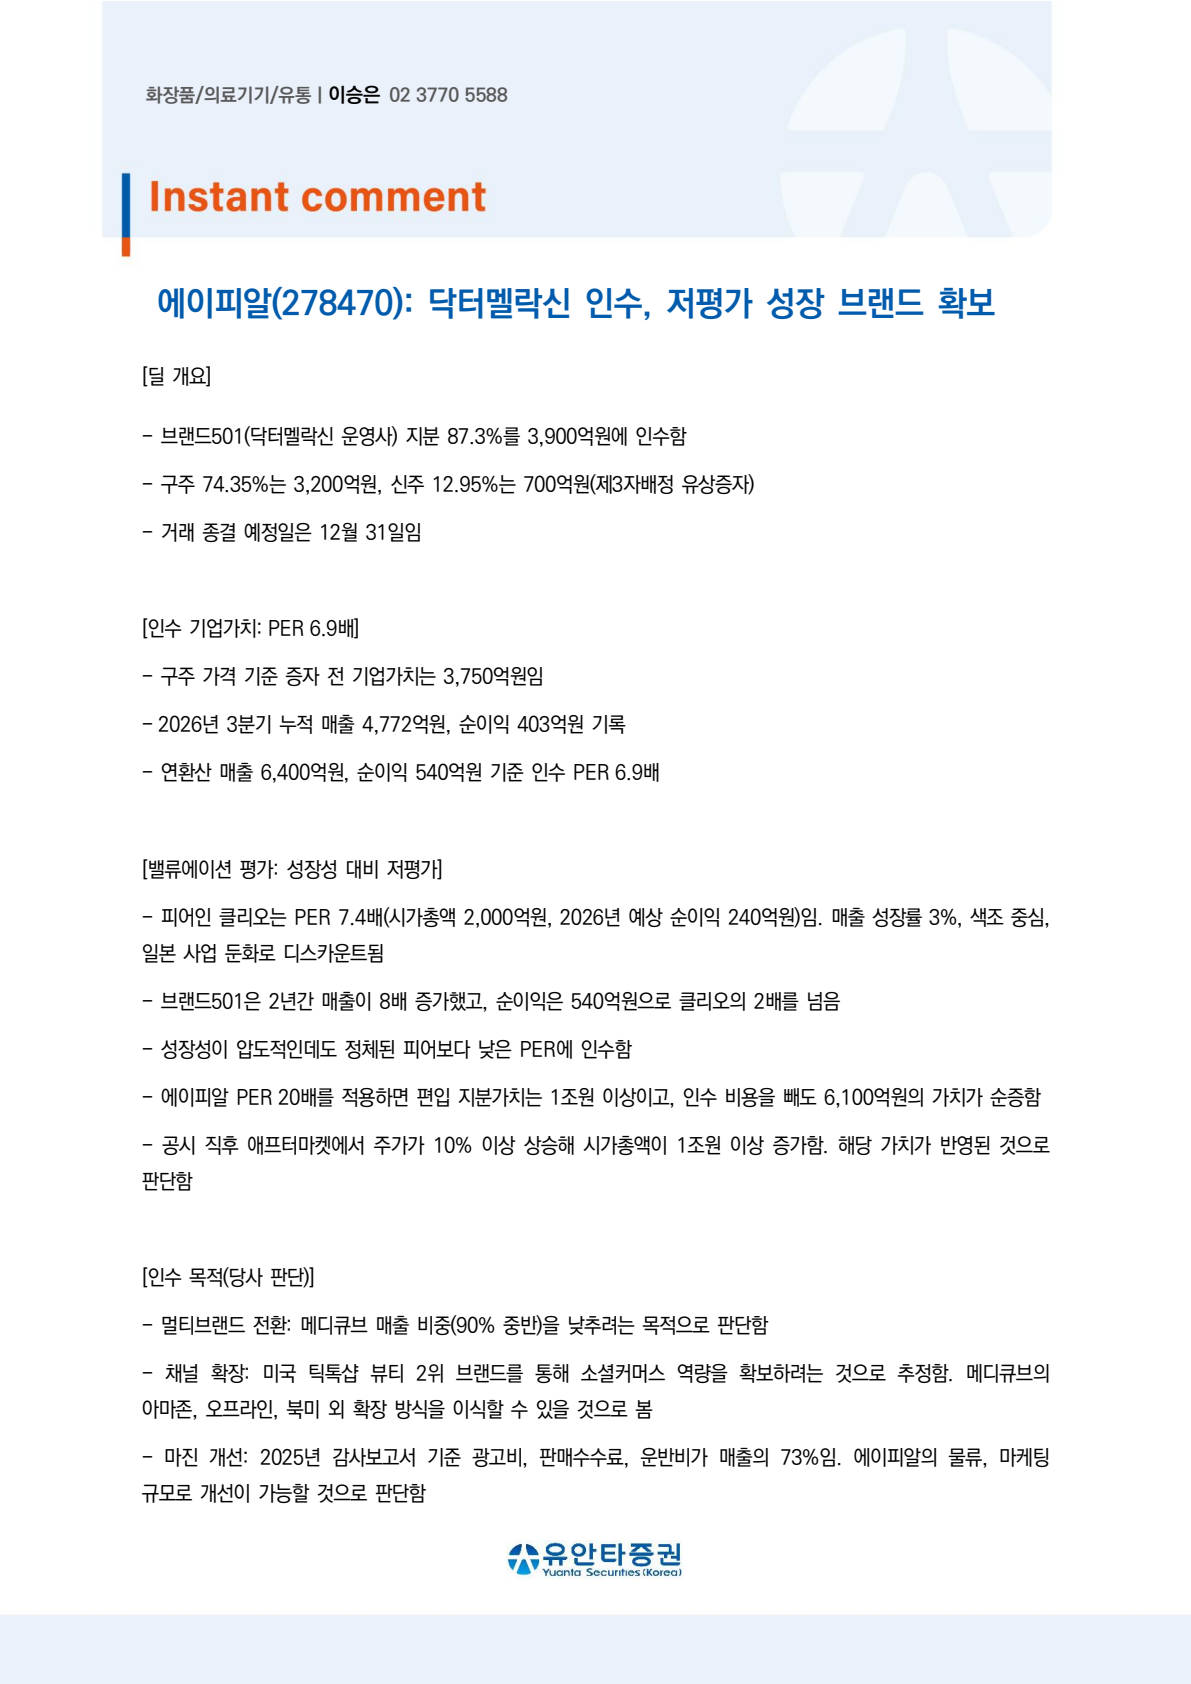 화장품/의료기기/유통 | 이승은 02 3770 5588
Instant comment
에이피알(278470): 닥터멜락신 인수, 저평가 성장 브랜드 확보
[딜 개요]
- 브랜드501(닥터멜락신 운영사) 지분 87.3%를 3,900억원에 인수함
- 구주 74.35%는 3,200억원, 신주 12.95%는 700억원(제3자배정 유상증자)
- 거래 종결 예정일은 12월 31일임
[인수 기업가치: PER 6.9배]
- 구주 가격 기준 증자 전 기업가치는 3,750억원임
- 2026년 3분기 누적 매출 4,772억원, 순이익 403억원 기록
- 연환산 매출 6,400억원, 순이익 540억원 기준 인수 PER 6.9배
[밸류에이션 평가: 성장성 대비 저평가]
- 피어인 클리오는 PER 7.4배(시가총액 2,000억원, 2026년 예상 순이익 240억원)임. 매출 성장률 3%, 색조 중심,
일본 사업 둔화로 디스카운트됨
- 브랜드501은 2년간 매출이 8배 증가했고, 순이익은 540억원으로 클리오의 2배를 넘음
- 성장성이 압도적인데도 정체된 피어보다 낮은 PER에 인수함
- 에이피알 PER 20배를 적용하면 편입 지분가치는 1조원 이상이고, 인수 비용을 빼도 6,100억원의 가치가 순증함
- 공시 직후 애프터마켓에서 주가가 10% 이상 상승해 시가총액이 1조원 이상 증가함. 해당 가치가 반영된 것으로
판단함
[인수 목적(당사 판단)]
- 멀티브랜드 전환: 메디큐브 매출 비중(90% 중반)을 낮추려는 목적으로 판단함
- 채널 확장: 미국 틱톡샵 뷰티 2위 브랜드를 통해 소셜커머스 역량을 확보하려는 것으로 추정함. 메디큐브의
아마존, 오프라인, 북미 외 확장 방식을 이식할 수 있을 것으로 봄
- 마진 개선: 2025년 감사보고서 기준 광고비, 판매수수료, 운반비가 매출의 73%임. 에이피알의 물류, 마케팅
규모로 개선이 가능할 것으로 판단함
유안타증권
Yuanta Securities (Korea)